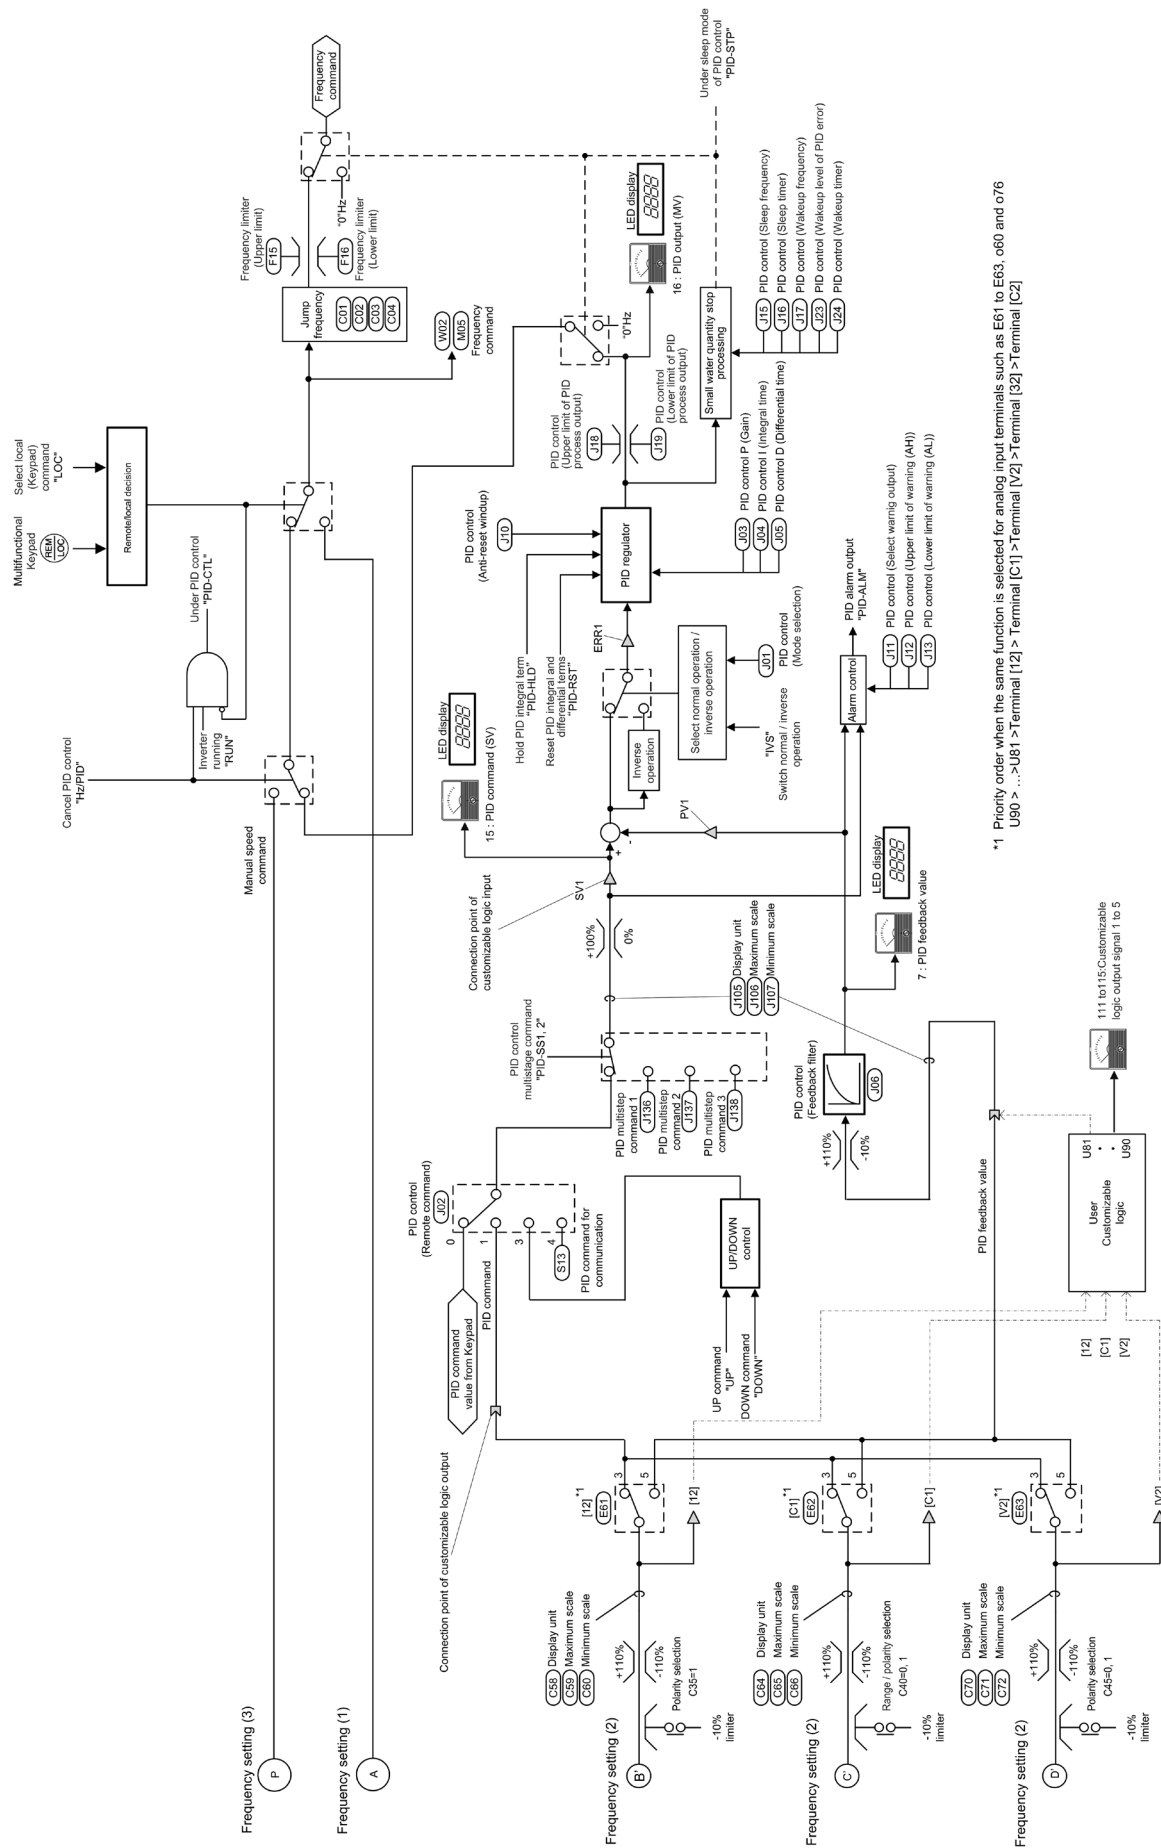 Frequency setting (3)
P
Frequency setting (1)
A
Manual speed
command
Cancel PID control
"Hz/PID"
Inverter
running
"RUN"
Under PID control
"PID-CTL"
Multifunctional
Keypad
REM
LOC
Select local
(Keypad)
command
"LOC"
Remote/local decision
W02
M05
Frequency
command
Jump
frequency
C01
C02
C03
C04
Frequency limiter
(Upper limit)
F15
F16
Frequency limiter
(Lower limit)
"0"Hz
Frequency
command
Connection point of customizable logic output
PID command
value from Keypad
PID command
PID control
(Remote command)
J02
0
1
3
4
S13
PID command for
communication
UP command
"UP"
DOWN command
"DOWN"
UP/DOWN
control
PID control
multistage command
"PID-SS1, 2"
PID multistep
command 1
J136
PID multistep
command 2
J137
PID multistep
command 3
J138
+100%
0%
J105
Display unit
J106
Maximum scale
J107
Minimum scale
Connection point of
customizable logic input
SV1
15 : PID command (SV)
LED display
8888
+
-
PV1
Inverse
operation
ERR1
Select normal operation /
inverse operation
"IVS"
Switch normal / inverse
operation
J01
PID control
(Mode selection)
Hold PID integral term
"PID-HLD"
Reset PID integral and
differential terms
"PID-RST"
PID control
(Anti-reset windup)
J10
PID regulator
J03
PID control P (Gain)
J04
PID control I (Integral time)
J05
PID control D (Differential time)
PID control
(Upper limit of PID
process output)
J18
J19
PID control
(Lower limit of PID
process output)
"0"Hz
16 : PID output (MV)
LED display
8888
Small water quantity stop
processing
Under sleep mode
of PID control
"PID-STP"
J15
PID control (Sleep frequency)
J16
PID control (Sleep timer)
J17
PID control (Wakeup frequency)
J23
PID control (Wakeup level of PID error)
J24
PID control (Wakeup timer)
Alarm control
PID alarm output
"PID-ALM"
J11
PID control (Select warnig output)
J12
PID control (Upper limit of warning (AH))
J13
PID control (Lower limit of warning (AL))
PID control
(Feedback filter)
J06
+110%
-10%
7 : PID feedback value
LED display
8888
PID feedback value
User
Customizable
logic
U81
U90
[12]
[C1]
[V2]
111 to115:Customizable
logic output signal 1 to 5
Frequency setting (2)
B'
-10%
limiter
Polarity selection
C35=1
+110%
-110%
C58
Display unit
C59
Maximum scale
C60
Minimum scale
[12]
*1
E61
3
5
[12]
Frequency setting (2)
C'
-10%
limiter
Range / polarity selection
C40=0, 1
+110%
-110%
C64
Display unit
C65
Maximum scale
C66
Minimum scale
[C1]
*1
E62
3
5
[C1]
Frequency setting (2)
D'
-10%
limiter
Polarity selection
C45=0, 1
+110%
-110%
C70
Display unit
C71
Maximum scale
C72
Minimum scale
[V2]
*1
E63
3
5
[V2]
*1 Priority order when the same function is selected for analog input terminals such as E61 to E63, o60 and o76
U90 > …>U81 >Terminal [12] > Terminal [C1] >Terminal [V2] >Terminal [32] >Terminal [C2]